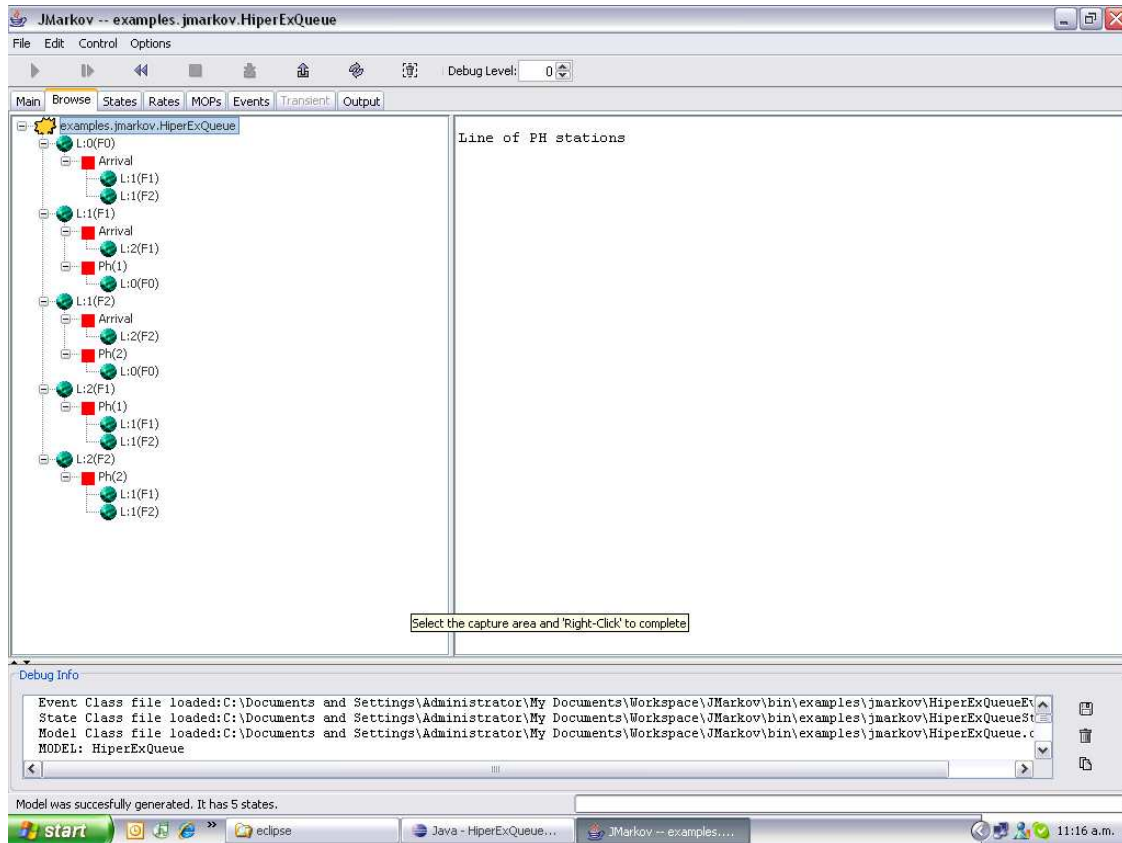 JMarkov -- examples.jmarkov.HiperExQueue
File Edit Control Options
Debug Level: 0
Main Browse States Rates MOPs Events Transient Output
examples.jmarkov.HiperExQueue
L:0(F0)
Arrival
L:1(F1)
L:1(F2)
L:1(F1)
Arrival
L:2(F1)
Ph(1)
L:0(F0)
L:1(F2)
Arrival
L:2(F2)
Ph(2)
L:0(F0)
L:2(F1)
Ph(1)
L:1(F1)
L:1(F2)
L:2(F2)
Ph(2)
L:1(F1)
L:1(F2)
Line of PH stations
Select the capture area and 'Right-Click' to complete
Debug Info
Event Class file loaded:C:\Documents and Settings\Administrator\My Documents\Workspace\JMarkov\bin\examples\jmarkov\HiperExQueueEv
State Class file loaded:C:\Documents and Settings\Administrator\My Documents\Workspace\JMarkov\bin\examples\jmarkov\HiperExQueueSt
Model Class file loaded:C:\Documents and Settings\Administrator\My Documents\Workspace\JMarkov\bin\examples\jmarkov\HiperExQueue.c
MODEL: HiperExQueue
Model was succesfully generated. It has 5 states.
start » eclipse Java - HiperExQueue... JMarkov -- examples.... 11:16 a.m.